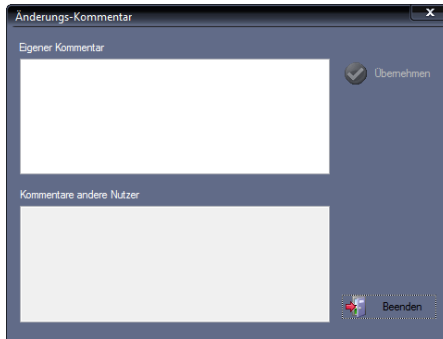 Änderungs-Kommentar
x
Eigener Kommentar
Übernehmen
Kommentare andere Nutzer
Beenden